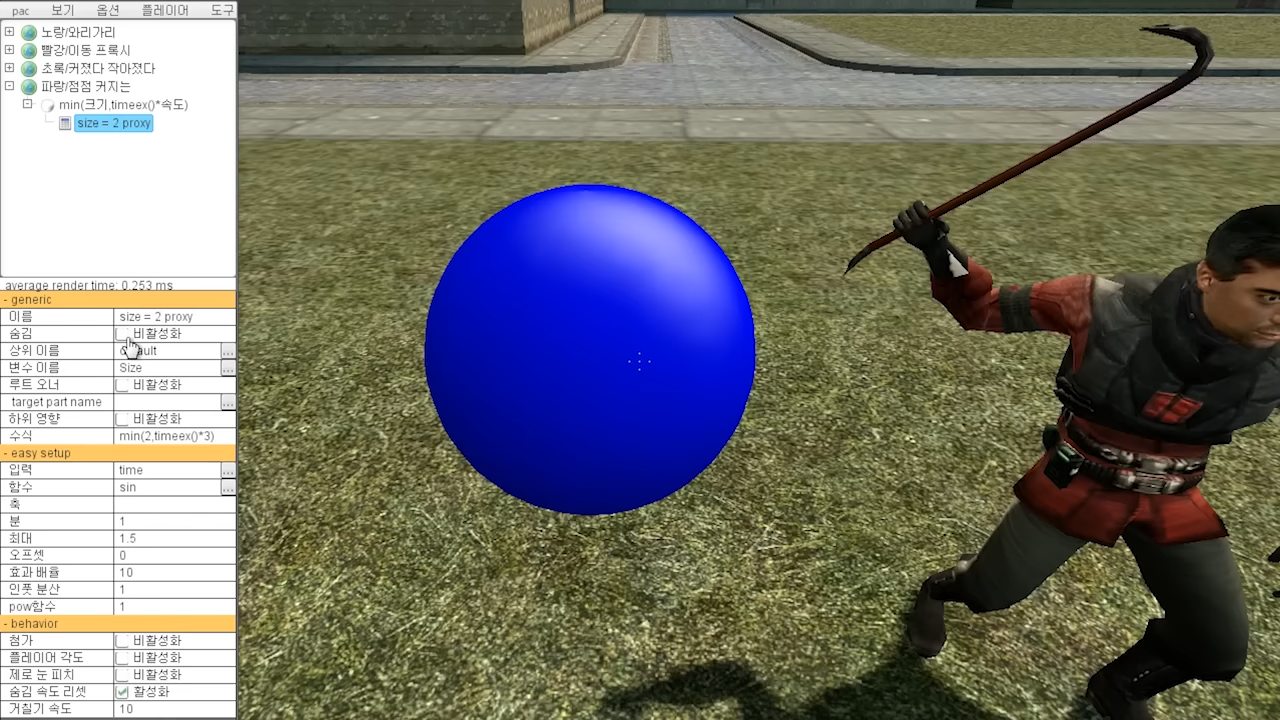 pac 보기 옵션 플레이어 도구
노랑/와리가리
빨강/이동 프록시
초록/커졌다 작아졌다
파랑/점점 커지는
min(크기,timeex()*속도)
size = 2 proxy
average render time: 0.253 ms
- generic
이름 size = 2 proxy
숨김 비활성화
상위 이름 ...
변수 이름 Size ...
루트 오너 비활성화
target part name ...
하위 영향 비활성화
수식 min(2,timeex()*3)
- easy setup
입력 time ...
함수 sin ...
축
분 1
최대 1.5
오프셋 0
효과 배율 10
인풋 분산 1
pow함수 1
- behavior
첨가 비활성화
플레이어 각도 비활성화
제로 눈 피치 비활성화
숨김 속도 리셋 활성화
거칠기 속도 10